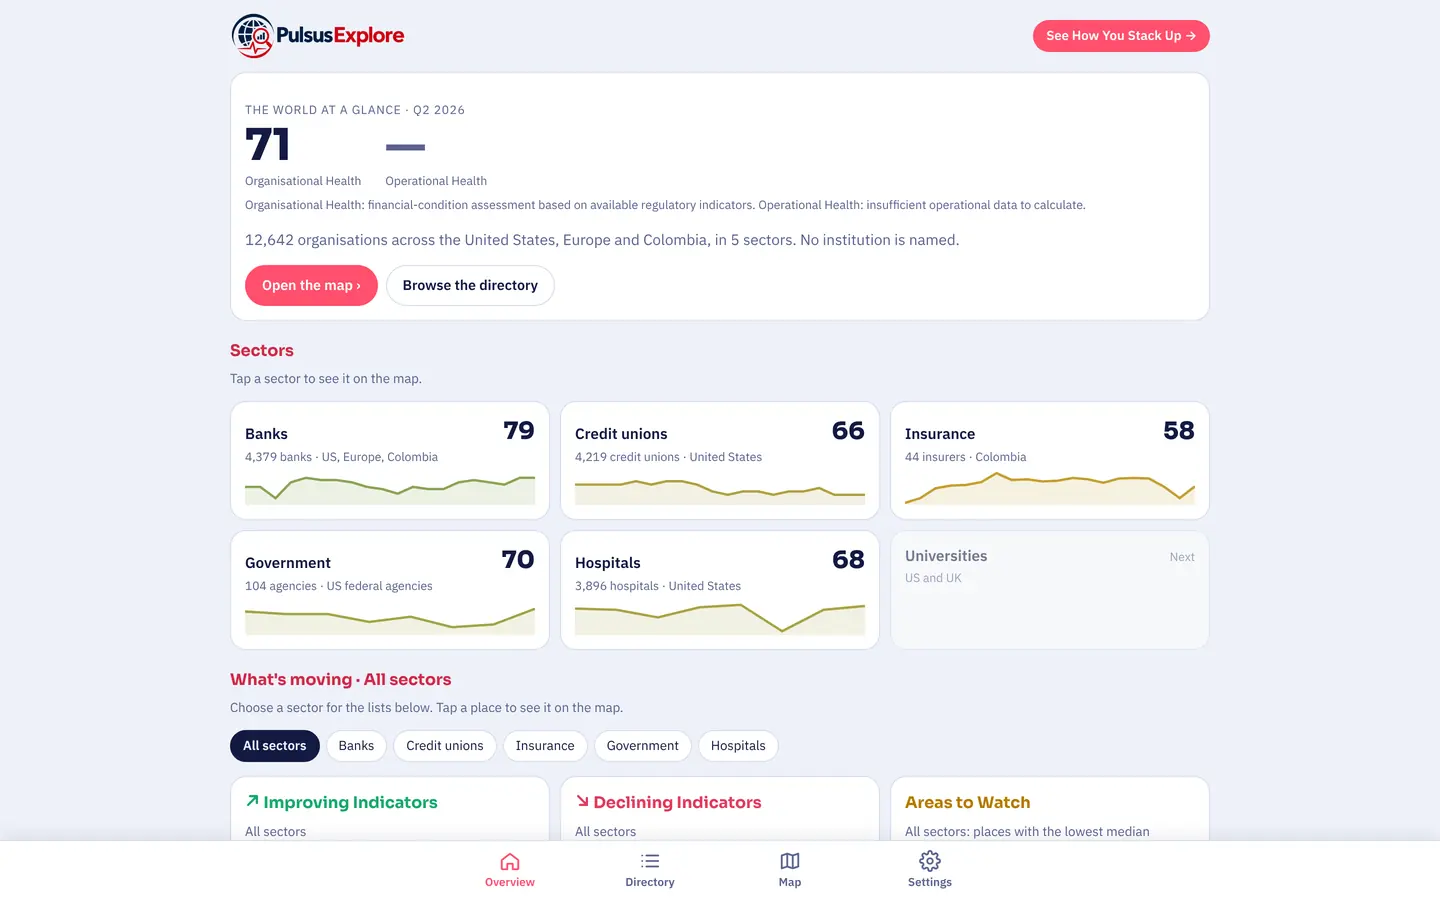 PulsusExplore
See How You Stack Up →
THE WORLD AT A GLANCE · Q2 2026
71
—
Organisational Health
Operational Health
Organisational Health: financial-condition assessment based on available regulatory indicators. Operational Health: insufficient operational data to calculate.
12,642 organisations across the United States, Europe and Colombia, in 5 sectors. No institution is named.
Open the map ›
Browse the directory
Sectors
Tap a sector to see it on the map.
Banks
79
4,379 banks · US, Europe, Colombia
Credit unions
66
4,219 credit unions · United States
Insurance
58
44 insurers · Colombia
Government
70
104 agencies · US federal agencies
Hospitals
68
3,896 hospitals · United States
Universities
Next
US and UK
What's moving · All sectors
Choose a sector for the lists below. Tap a place to see it on the map.
All sectors
Banks
Credit unions
Insurance
Government
Hospitals
↗ Improving Indicators
All sectors
↘ Declining Indicators
All sectors
Areas to Watch
All sectors: places with the lowest median
Overview
Directory
Map
Settings